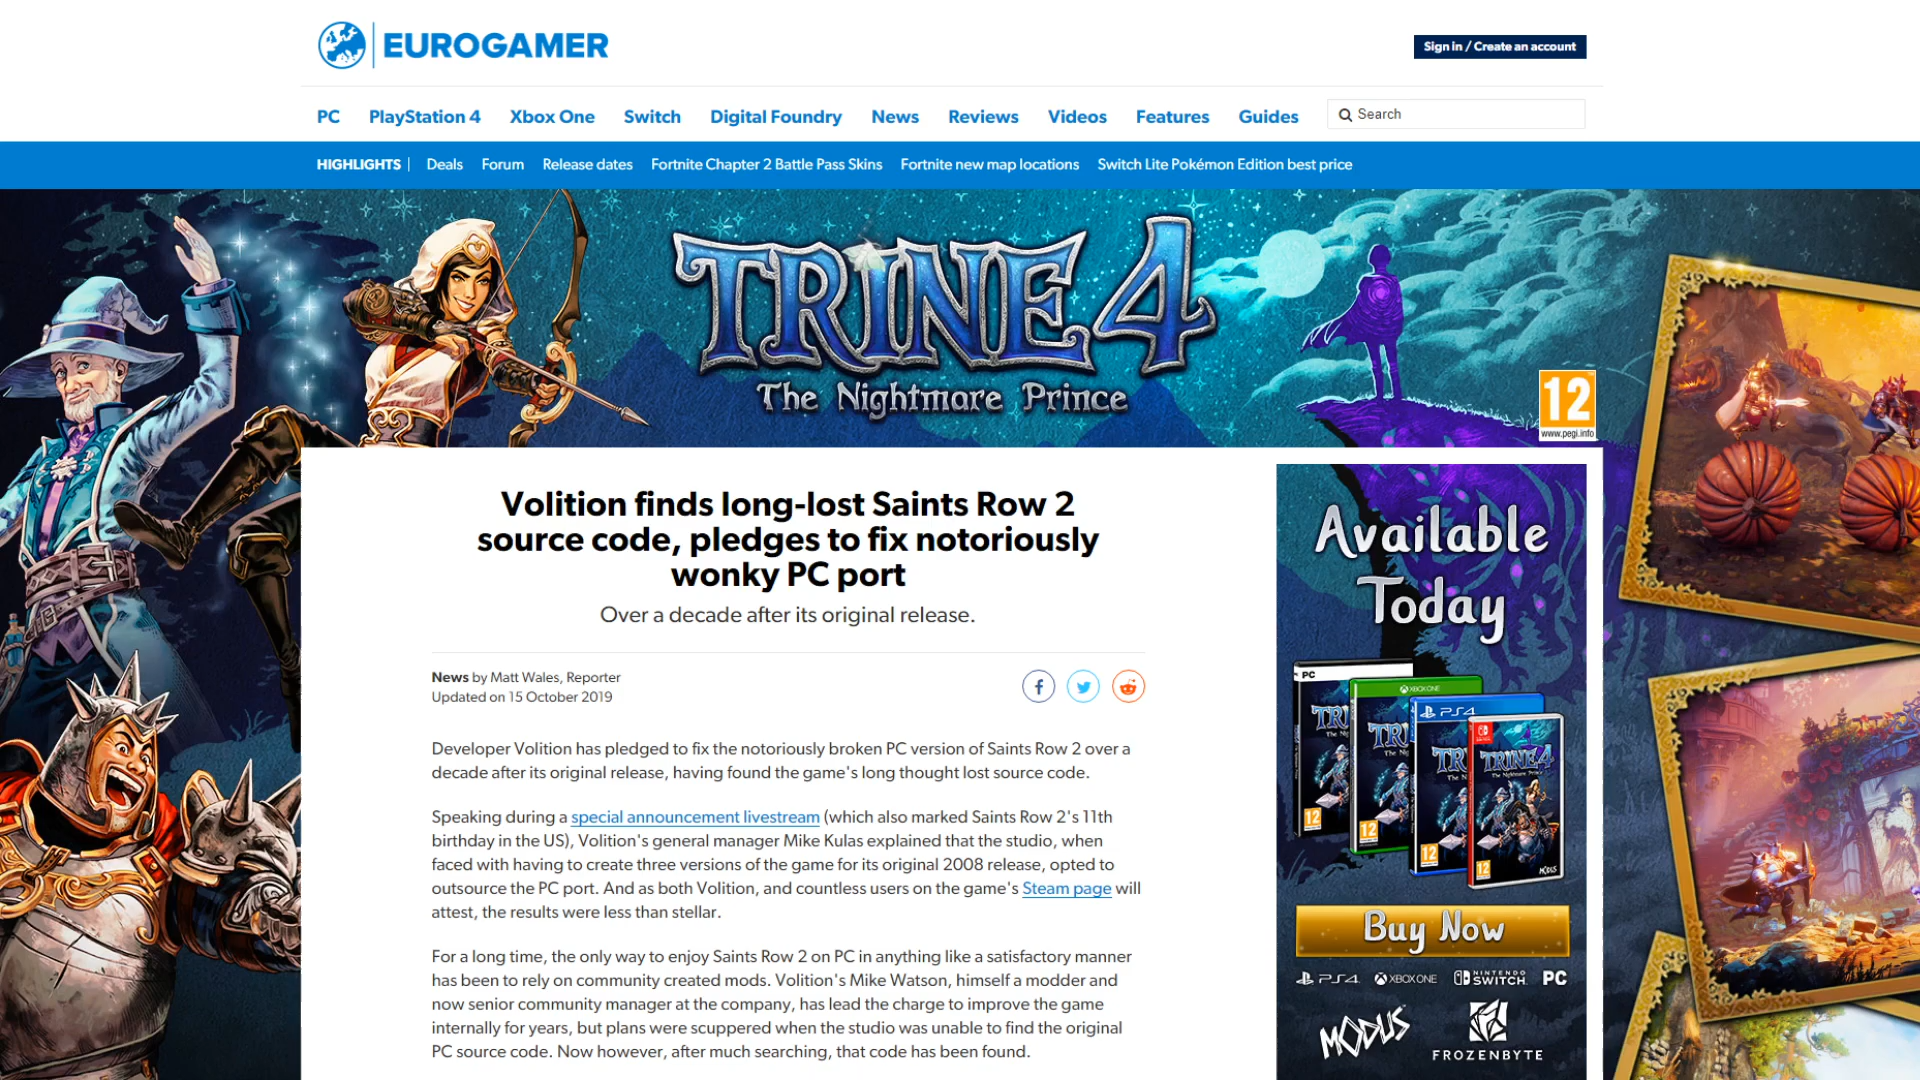 EUROGAMER
Sign in / Create an account
PC PlayStation 4 Xbox One Switch Digital Foundry News Reviews Videos Features Guides Search
HIGHLIGHTS | Deals Forum Release dates Fortnite Chapter 2 Battle Pass Skins Fortnite new map locations Switch Lite Pokémon Edition best price
TRINE 4
The Nightmare Prince
12
www.pegi.info
Volition finds long-lost Saints Row 2
source code, pledges to fix notoriously
wonky PC port
Over a decade after its original release.
News by Matt Wales, Reporter
Updated on 15 October 2019
Developer Volition has pledged to fix the notoriously broken PC version of Saints Row 2 over a
decade after its original release, having found the game's long thought lost source code.
Speaking during a special announcement livestream (which also marked Saints Row 2's 11th
birthday in the US), Volition's general manager Mike Kulas explained that the studio, when
faced with having to create three versions of the game for its original 2008 release, opted to
outsource the PC port. And as both Volition, and countless users on the game's Steam page will
attest, the results were less than stellar.
For a long time, the only way to enjoy Saints Row 2 on PC in anything like a satisfactory manner
has been to rely on community created mods. Volition's Mike Watson, himself a modder and
now senior community manager at the company, has lead the charge to improve the game
internally for years, but plans were scuppered when the studio was unable to find the original
PC source code. Now however, after much searching, that code has been found.
Available
Today
PC
XBOX ONE
PS4
TRINE 4
The Nightmare Prince
12
12
12
12
MODUS
Buy Now
PS4 XBOX ONE NINTENDO SWITCH PC
MODUS
FROZENBYTE